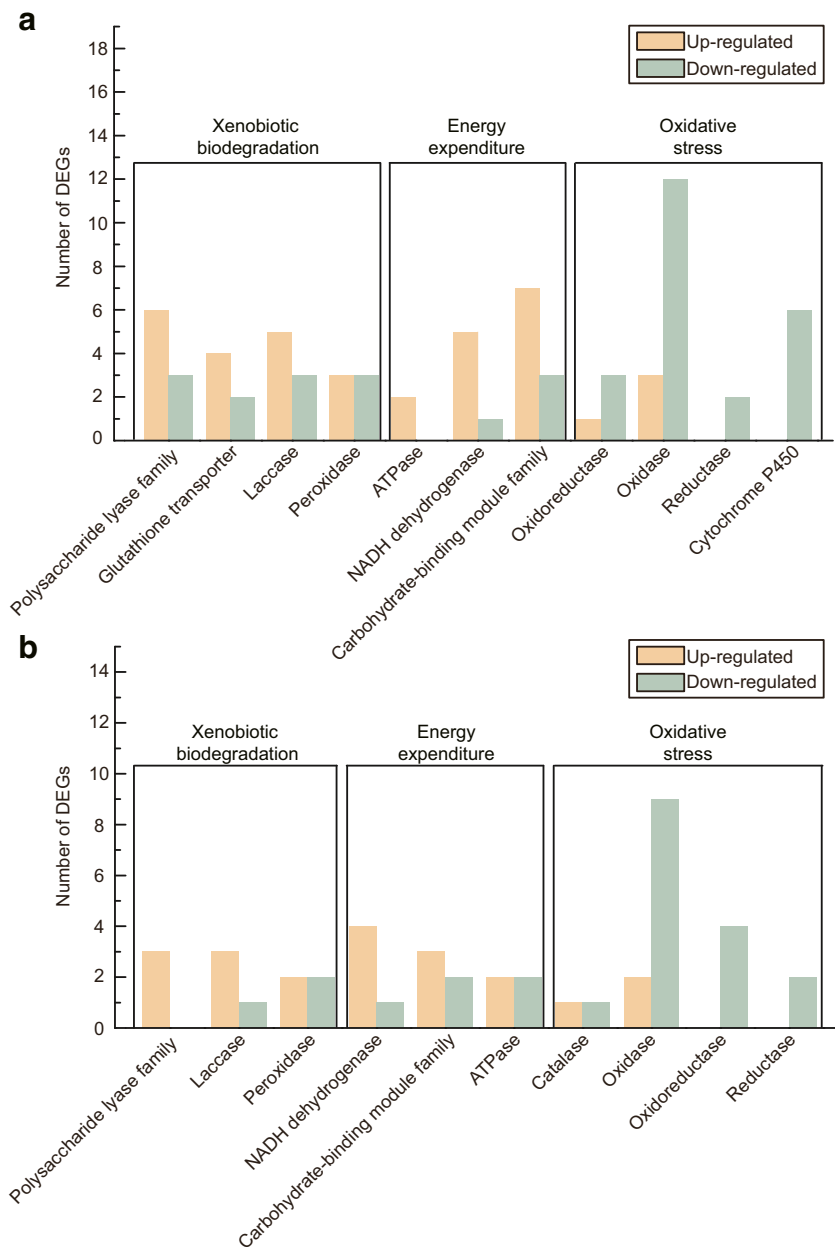 a
Up-regulated
Down-regulated
Number of DEGs
18
16
14
12
10
8
6
4
2
0
Xenobiotic
biodegradation
Energy
expenditure
Oxidative
stress
Polysaccharide lyase family
Glutathione transporter
Laccase
Peroxidase
ATPase
NADH dehydrogenase
Carbohydrate-binding module family
Oxidoreductase
Oxidase
Reductase
Cytochrome P450
b
Up-regulated
Down-regulated
Number of DEGs
14
12
10
8
6
4
2
0
Xenobiotic
biodegradation
Energy
expenditure
Oxidative
stress
Polysaccharide lyase family
Laccase
Peroxidase
NADH dehydrogenase
Carbohydrate-binding module family
ATPase
Catalase
Oxidase
Oxidoreductase
Reductase